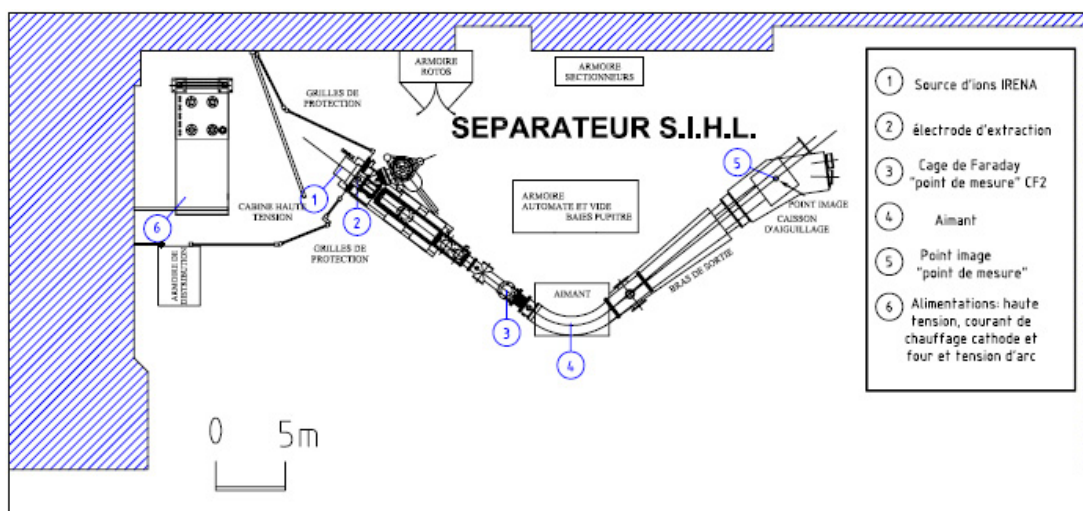 ARMOIRE
ROTOS
ARMOIRE
SECTIONNEURS
GRILLES DE
PROTECTION
SEPARATEUR S.I.H.L.
1
2
CABINE HAUTE
TENSION
6
GRILLES DE
PROTECTION
ARMOIRE DE
DISTRIBUTION
ARMOIRE
AUTOMATE ET VIDE
BAIES PUPITRE
5
POINT IMAGE
CAISSON
D'AIGUILLAGE
BRAS DE SORTIE
AIMANT
3
4
0 5m
1 Source d'ions IRENA
2 électrode d'extraction
3 Cage de Faraday
"point de mesure" CF2
4 Aimant
5 Point image
"point de mesure"
6 Alimentations: haute
tension, courant de
chauffage cathode et
four et tension d'arc